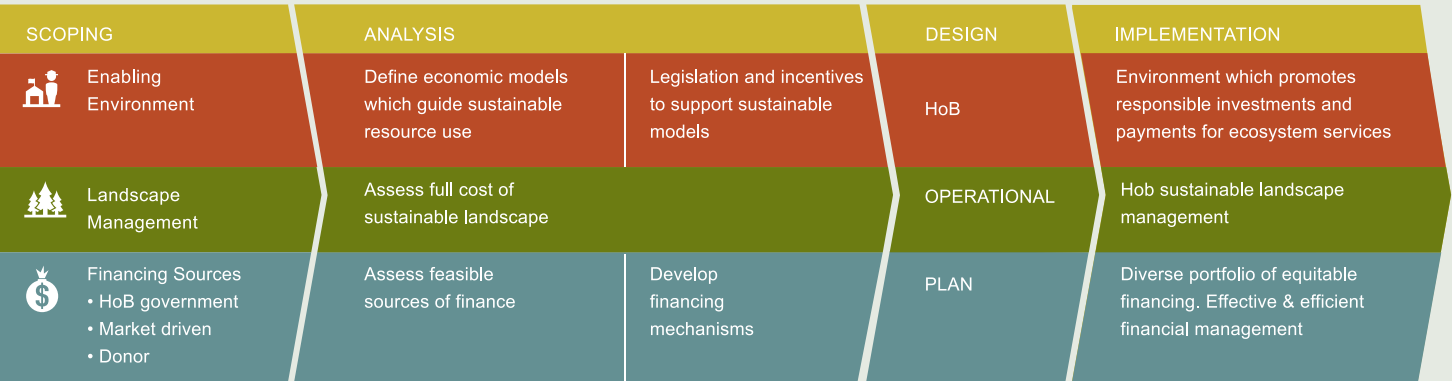 SCOPING
ANALYSIS
DESIGN
IMPLEMENTATION
Enabling
Environment
Define economic models
which guide sustainable
resource use
Legislation and incentives
to support sustainable
models
HoB
Environment which promotes
responsible investments and
payments for ecosystem services
Landscape
Management
Assess full cost of
sustainable landscape
OPERATIONAL
Hob sustainable landscape
management
Financing Sources
• HoB government
• Market driven
• Donor
Assess feasible
sources of finance
Develop
financing
mechanisms
PLAN
Diverse portfolio of equitable
financing. Effective & efficient
financial management